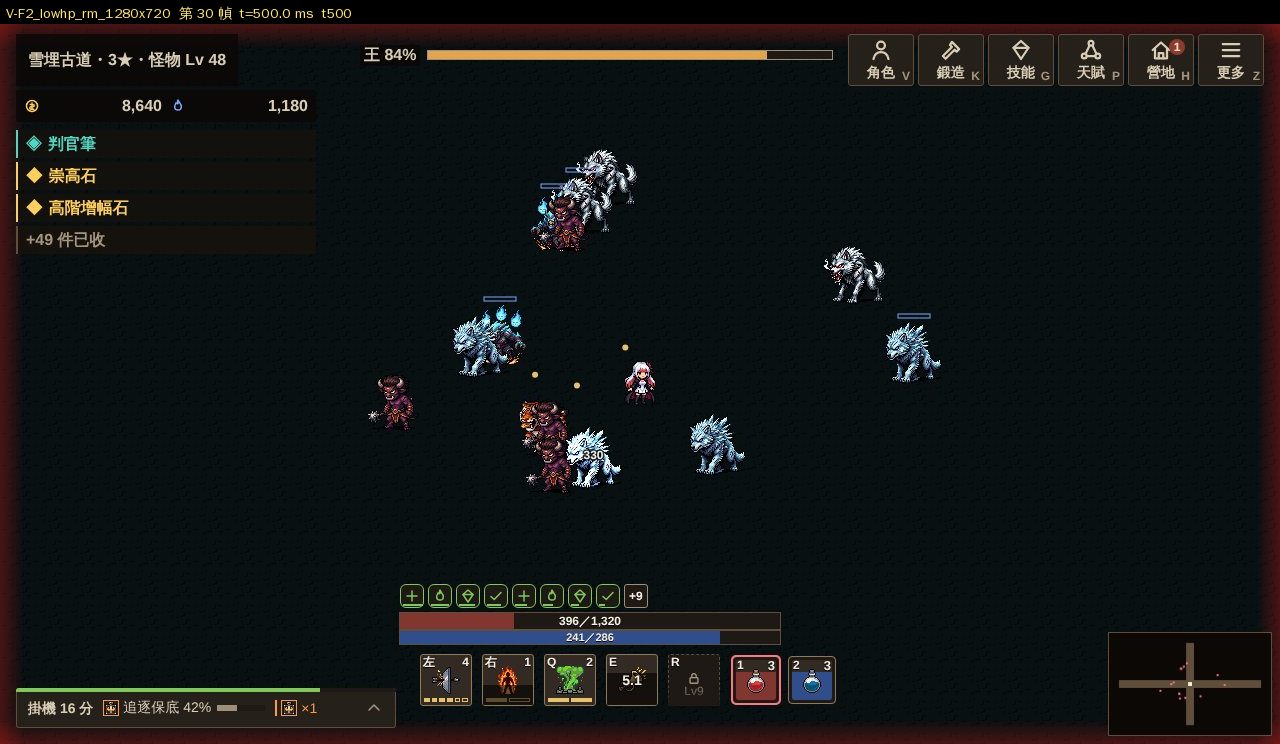 V-F2_lowhp_rm_1280x720 第 30 幀 t=500.0 ms t500
雪埋古道・3★・怪物 Lv 48
王 84%
角色 V
鍛造 K
技能 G
天賦 P
營地 H 1
更多 Z
8,640 1,180
判官筆
崇高石
高階增幅石
+49 件已收
330
+9
396／1,320
241／286
左 4
右 1
Q 2
E 5.1
R Lv9
1 3
2 3
掛機 16 分 追逐保底 42% ×1